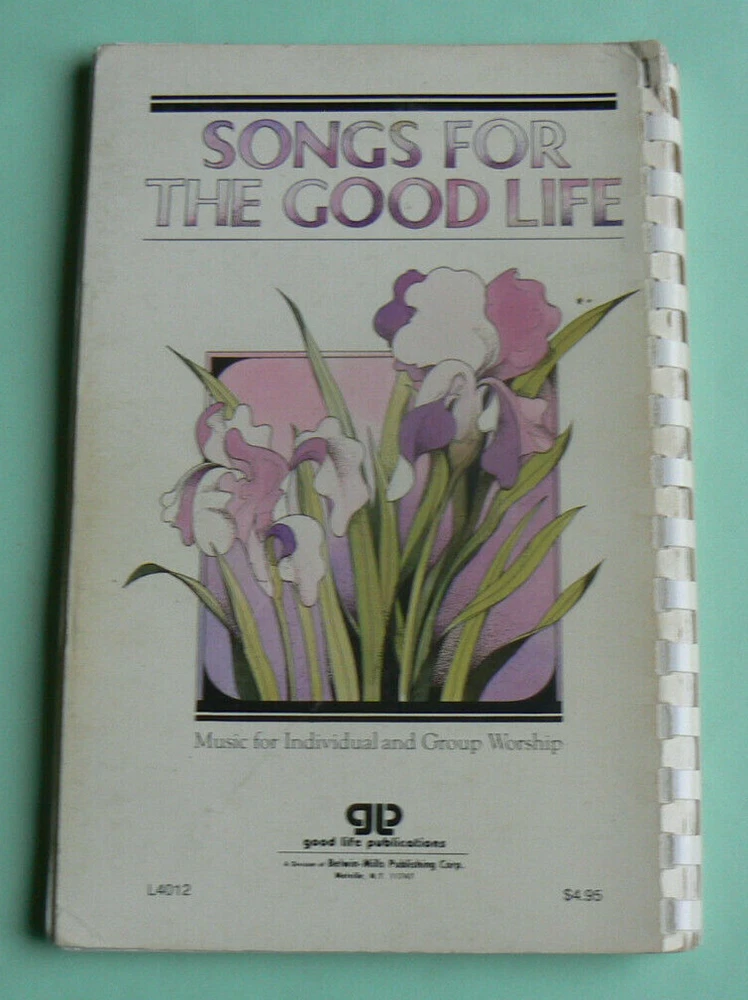 SONGS FOR
THE GOOD LIFE
Music for Individual and Group Worship
glp
good life publications
A Division of Belwin-Mills Publishing Corp.
Melville, N.Y.
L4012
$4.95